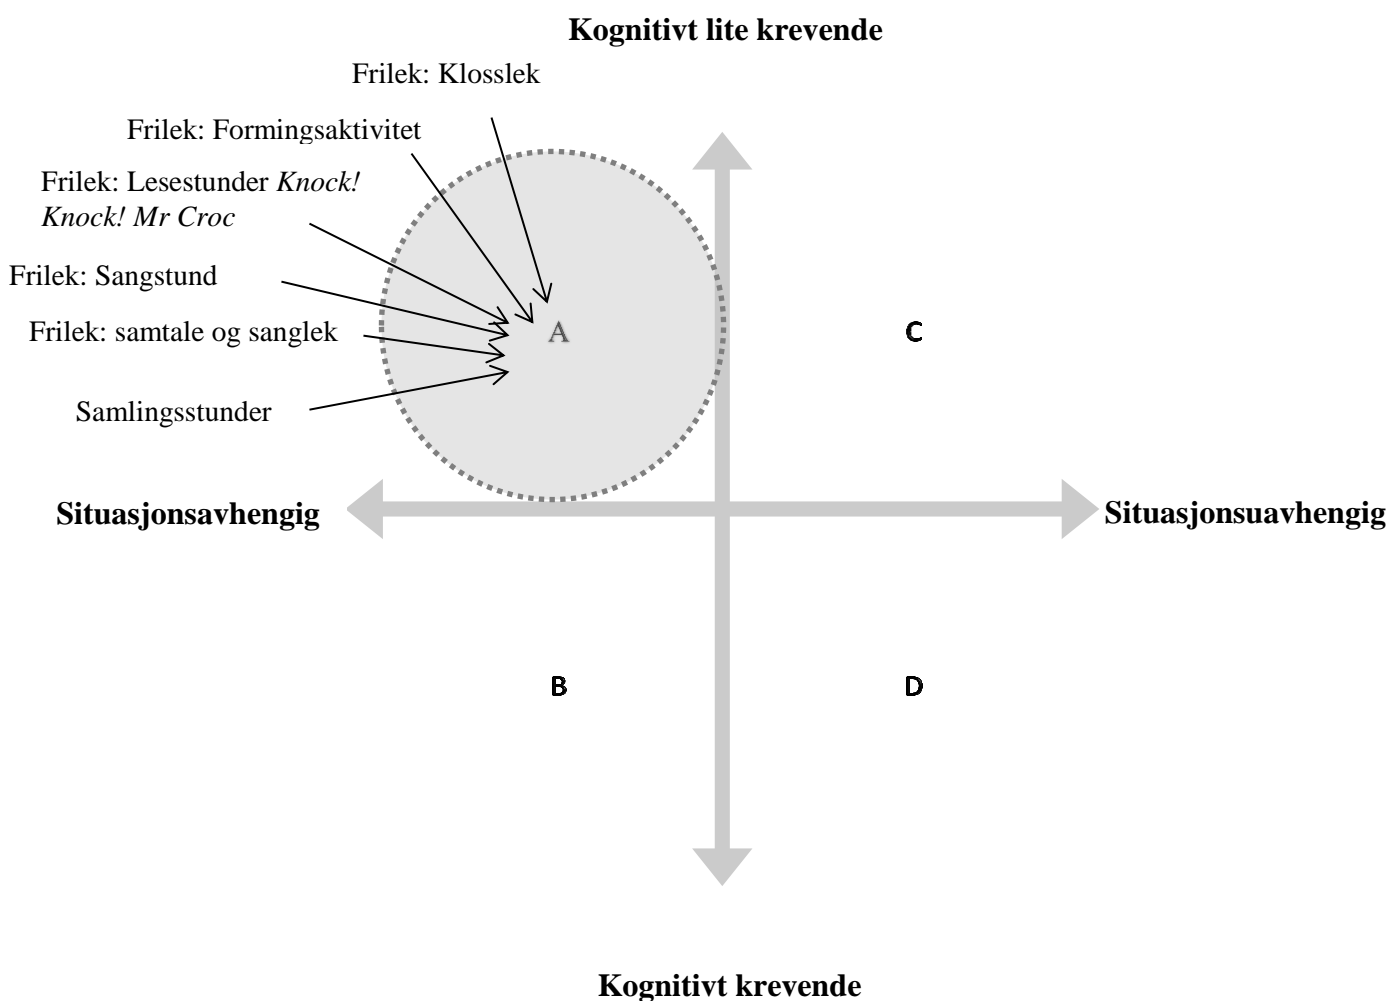 Kognitivt lite krevende
Frilek: Klosslek
Frilek: Formingsaktivitet
Frilek: Lesestunder Knock!
Knock! Mr Croc
Frilek: Sangstund
Frilek: samtale og sanglek
A
C
Samlingsstunder
Situasjonsavhengig
Situasjonsuavhengig
B
D
Kognitivt krevende